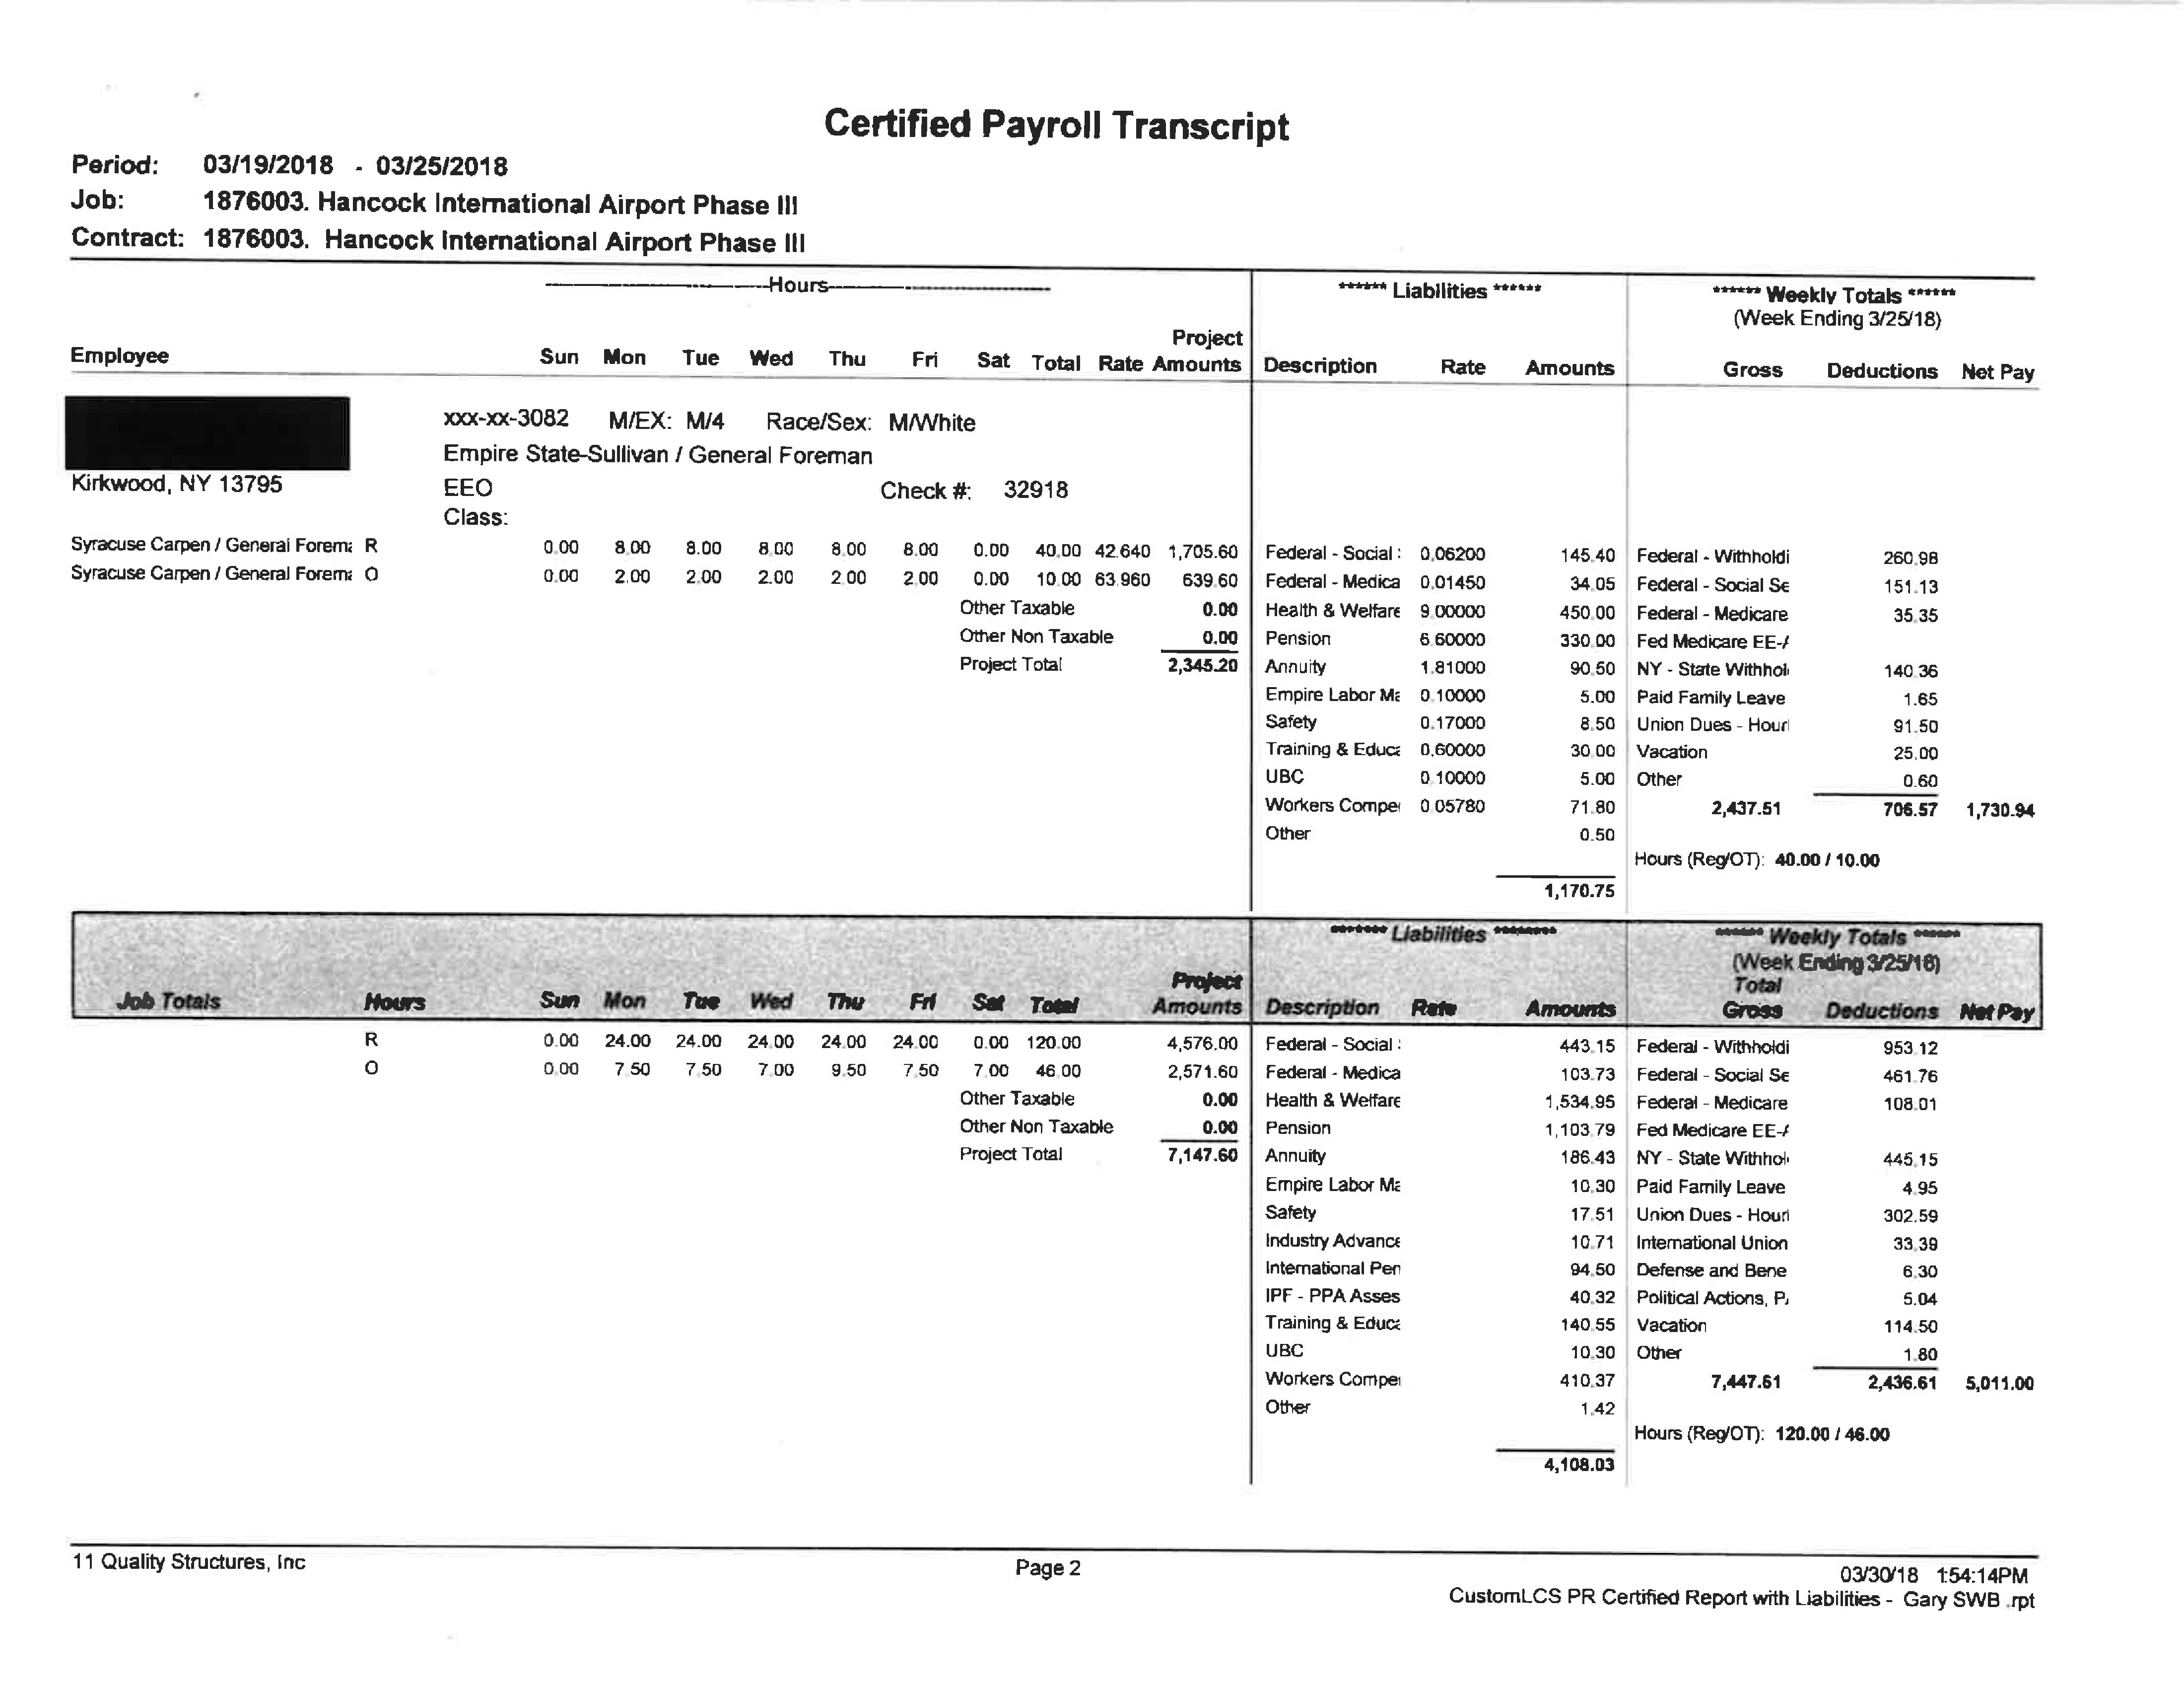 Certified Payroll Transcript
Period: 03/19/2018 - 03/25/2018
Job: 1876003. Hancock International Airport Phase III
Contract: 1876003. Hancock International Airport Phase III
Hours ****** Liabilities ****** ****** Weekly Totals ******
(Week Ending 3/25/18)
Project
Employee Sun Mon Tue Wed Thu Fri Sat Total Rate Amounts Description Rate Amounts Gross Deductions Net Pay
xxx-xx-3082 M/EX: M/4 Race/Sex: M/White
Empire State-Sullivan / General Foreman
Kirkwood, NY 13795 EEO Check #: 32918
Class:
Syracuse Carpen / General Forema R 0.00 8.00 8.00 8.00 8.00 8.00 0.00 40.00 42.640 1,705.60 Federal - Social : 0.06200 145.40 Federal - Withholdi 260.98
Syracuse Carpen / General Forema O 0.00 2.00 2.00 2.00 2.00 2.00 0.00 10.00 63.960 639.60 Federal - Medica 0.01450 34.05 Federal - Social Se 151.13
Other Taxable 0.00 Health & Welfare 9.00000 450.00 Federal - Medicare 35.35
Other Non Taxable 0.00 Pension 6.60000 330.00 Fed Medicare EE-A
Project Total 2,345.20 Annuity 1.81000 90.50 NY - State Withhol 140.36
Empire Labor Ma 0.10000 5.00 Paid Family Leave 1.65
Safety 0.17000 8.50 Union Dues - Hourl 91.50
Training & Educa 0.60000 30.00 Vacation 25.00
UBC 0.10000 5.00 Other 0.60
Workers Compe 0.05780 71.80 2,437.51 706.57 1,730.94
Other 0.50
Hours (Reg/OT): 40.00 / 10.00
1,170.75
******* Liabilities ******** ****** Weekly Totals ******
(Week Ending 3/25/18)
Project Total
Job Totals Hours Sun Mon Tue Wed Thu Fri Sat Total Amounts Description Rate Amounts Gross Deductions Net Pay
R 0.00 24.00 24.00 24.00 24.00 24.00 0.00 120.00 4,576.00 Federal - Social : 443.15 Federal - Withholdi 953.12
O 0.00 7.50 7.50 7.00 9.50 7.50 7.00 46.00 2,571.60 Federal - Medica 103.73 Federal - Social Se 461.76
Other Taxable 0.00 Health & Welfare 1,534.95 Federal - Medicare 108.01
Other Non Taxable 0.00 Pension 1,103.79 Fed Medicare EE-A
Project Total 7,147.60 Annuity 186.43 NY - State Withhol 445.15
Empire Labor Ma 10.30 Paid Family Leave 4.95
Safety 17.51 Union Dues - Hourl 302.59
Industry Advance 10.71 International Union 33.39
International Pen 94.50 Defense and Bene 6.30
IPF - PPA Asses 40.32 Political Actions, P 5.04
Training & Educa 140.55 Vacation 114.50
UBC 10.30 Other 1.80
Workers Compe 410.37 7,447.61 2,436.61 5,011.00
Other 1.42
Hours (Reg/OT): 120.00 / 46.00
4,108.03
11 Quality Structures, Inc Page 2 03/30/18 1:54:14PM
CustomLCS PR Certified Report with Liabilities - Gary SWB .rpt